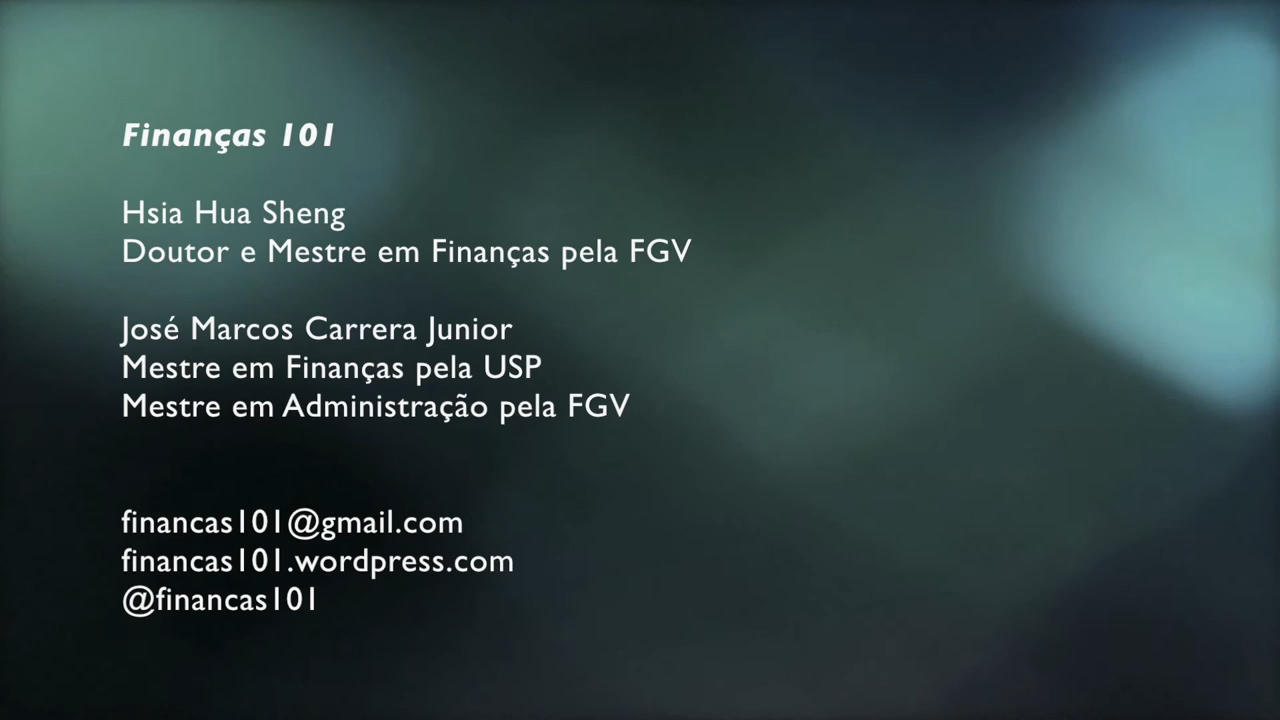 Finanças 101
Hsia Hua Sheng
Doutor e Mestre em Finanças pela FGV
José Marcos Carrera Junior
Mestre em Finanças pela USP
Mestre em Administração pela FGV
financas101@gmail.com
financas101.wordpress.com
@financas101